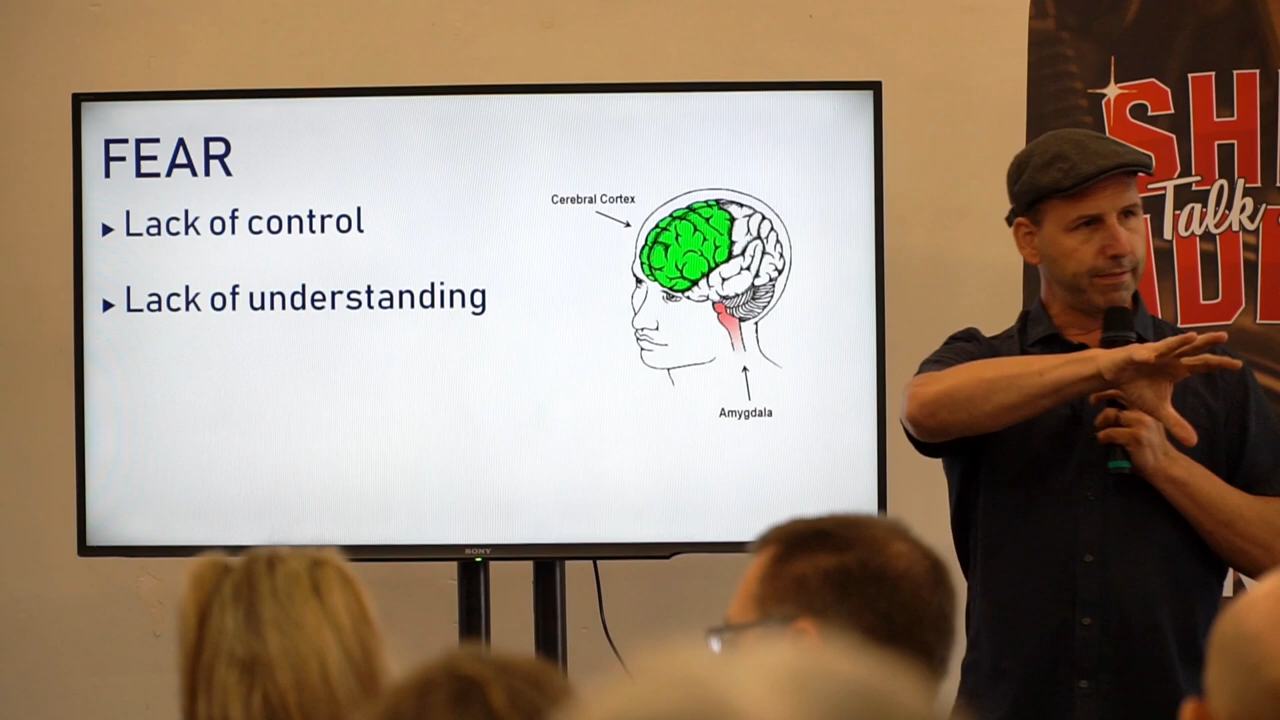 FEAR
▸ Lack of control
▸ Lack of understanding
Cerebral Cortex
Amygdala
SONY
Talk